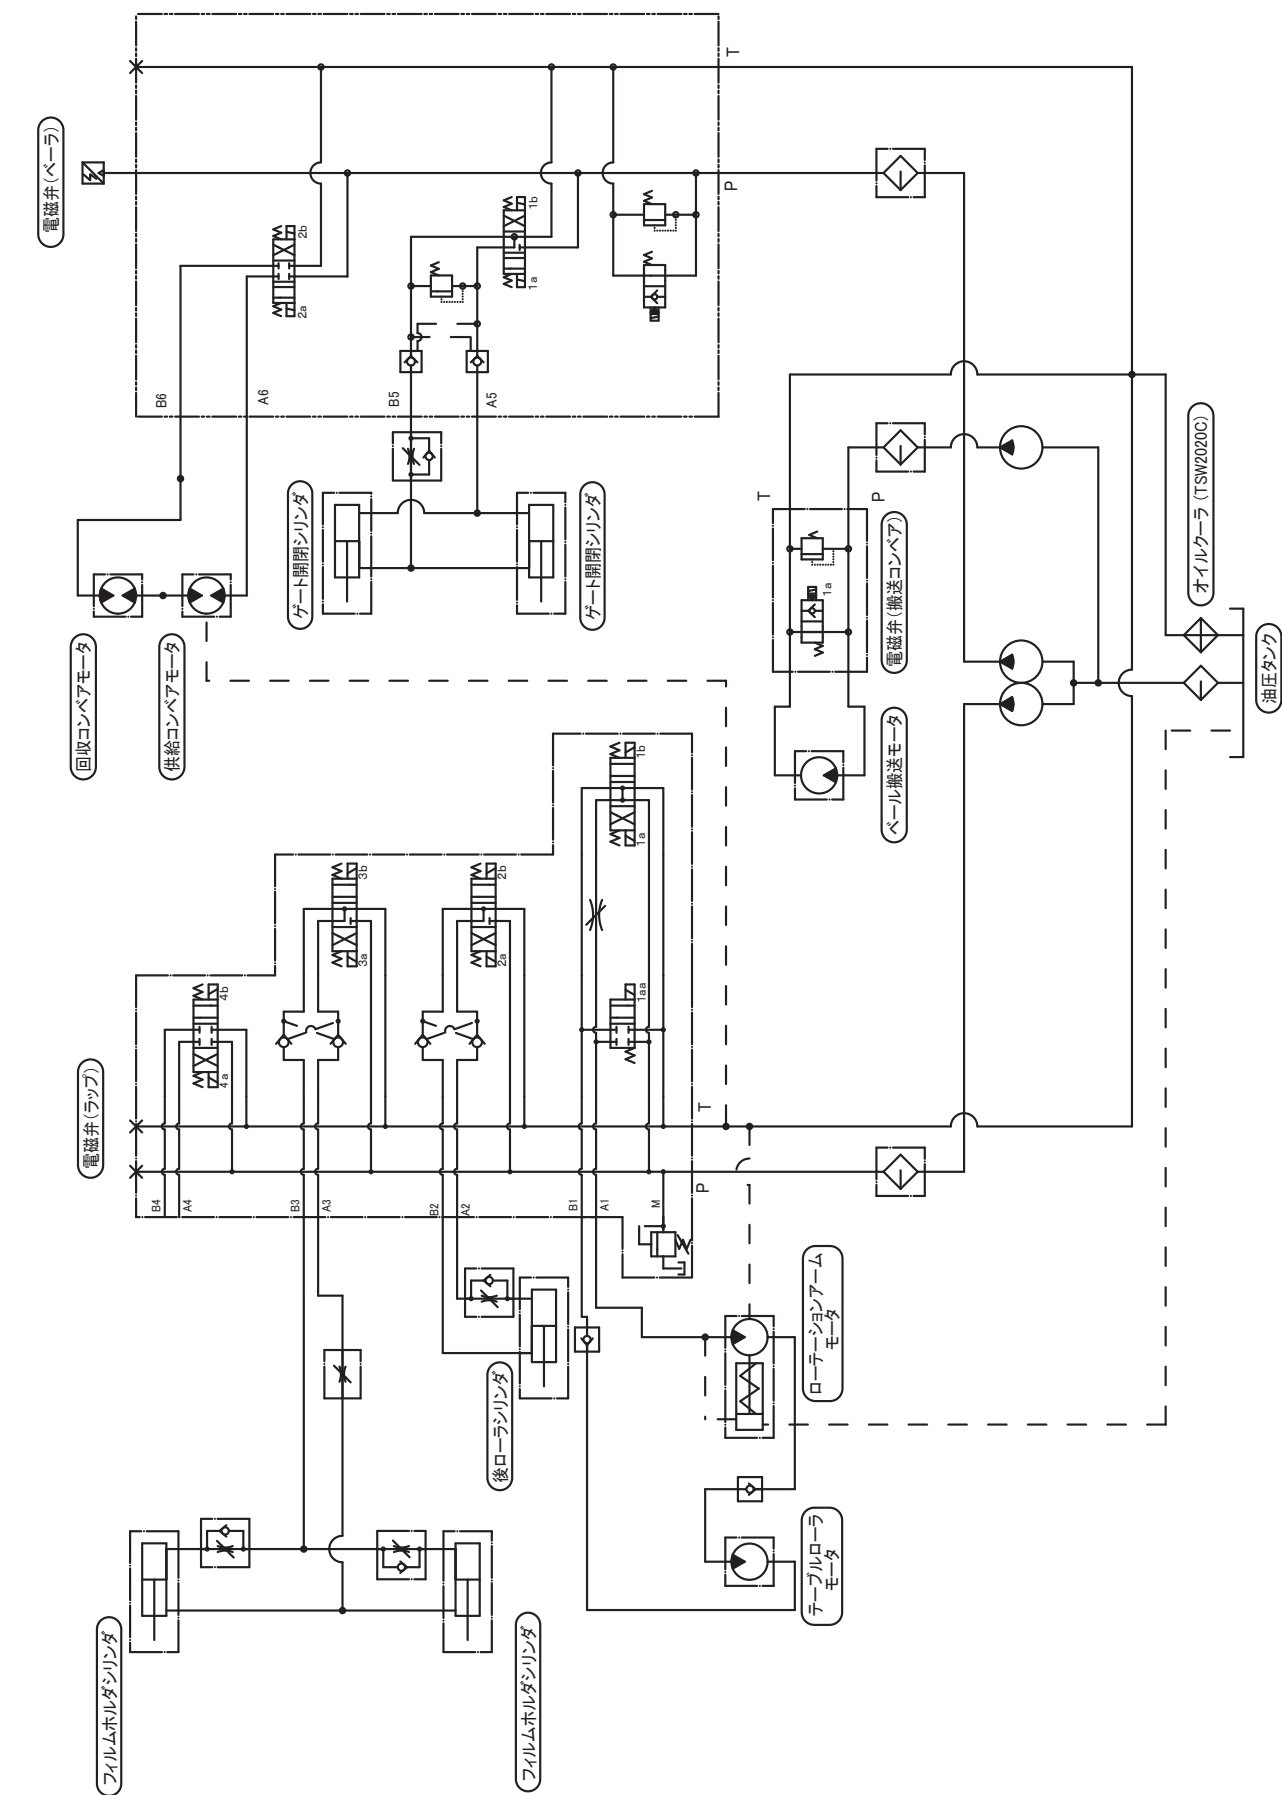 電磁弁(ベーラ)
T
P
2b
2a
1b
1a
B6
A6
B5
A5
回収コンベアモータ
供給コンベアモータ
ゲート開閉シリンダ
ゲート開閉シリンダ
T
P
1a
電磁弁(搬送コンベア)
ベール搬送モータ
オイルクーラ(TSW2020C)
油圧タンク
電磁弁(ラップ)
4b
4a
3b
3a
2b
2a
1b
1a
1aa
T
P
B4
A4
B3
A3
B2
A2
B1
A1
M
ローテーションアーム
モータ
後ローラシリンダ
テーブルローラ
モータ
フィルムホルダシリンダ
フィルムホルダシリンダ